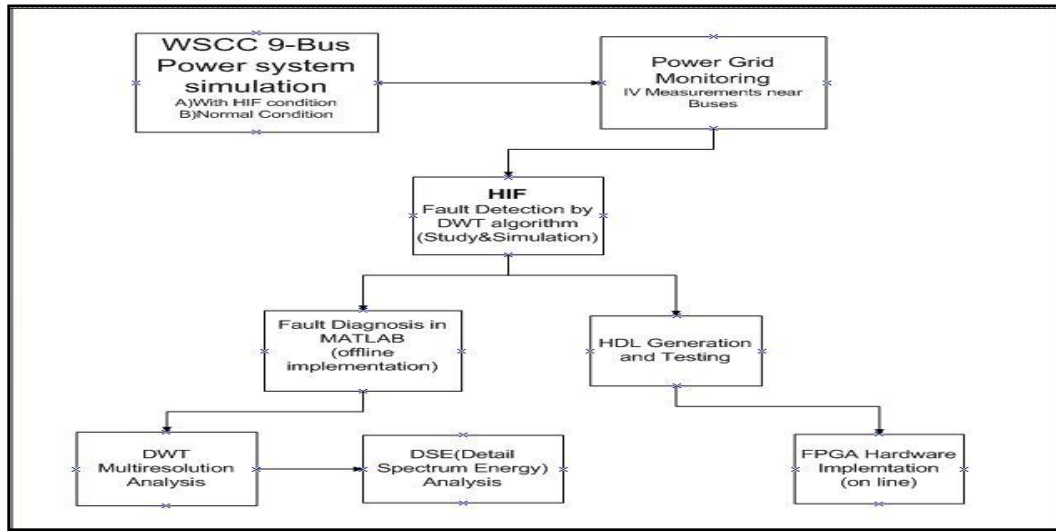 WSCC 9-Bus
Power system
simulation
A)With HIF condition
B)Normal Condition
Power Grid
Monitoring
IV Measurements near
Buses
HIF
Fault Detection by
DWT algorithm
(Study&Simulation)
Fault Diagnosis in
MATLAB
(offline
implementation)
HDL Generation
and Testing
DWT
Multiresolution
Analysis
DSE(Detail
Spectrum Energy)
Analysis
FPGA Hardware
Implemtation
(on line)